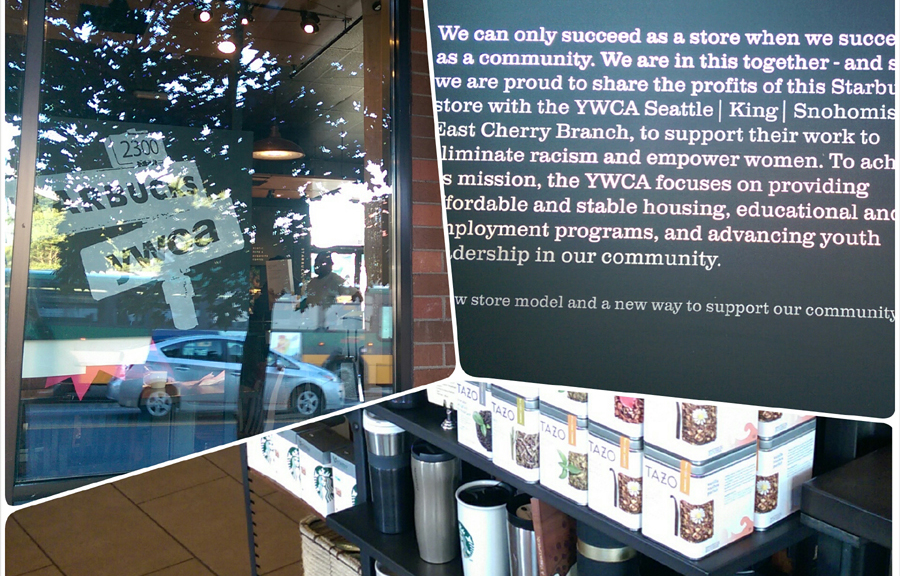 2300
ARBUCKS
YWCA
We can only succeed as a store when we succe
as a community. We are in this together - and s
we are proud to share the profits of this Starbu
store with the YWCA Seattle | King | Snohomis
East Cherry Branch, to support their work to
liminate racism and empower women. To ach
s mission, the YWCA focuses on providing
fordable and stable housing, educational and
mployment programs, and advancing youth
dership in our community.
w store model and a new way to support our community
TAZO
TAZO
TAZO
TAZO
TAZO